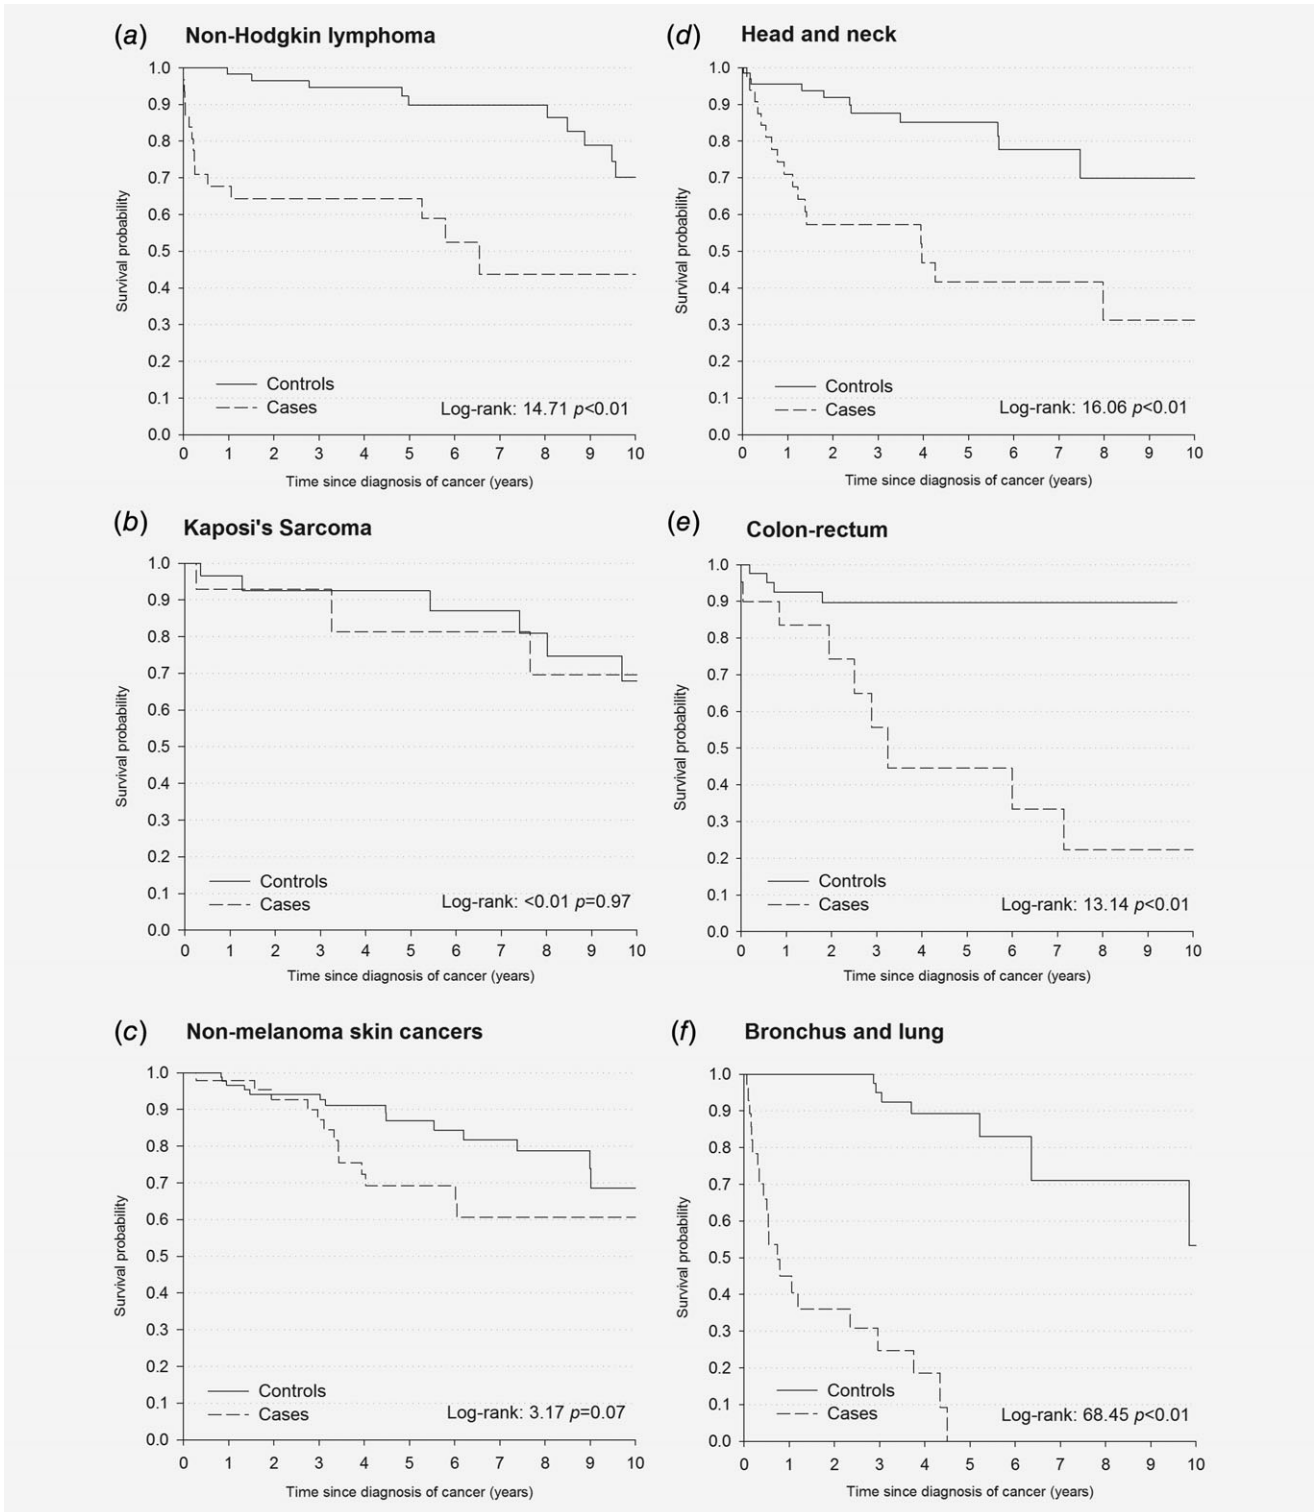 (a) Non-Hodgkin lymphoma
1.0
0.9
0.8
0.7
0.6
0.5
0.4
0.3
0.2
0.1
0.0
Survival probability
Controls
Cases
Log-rank: 14.71 p<0.01
0 1 2 3 4 5 6 7 8 9 10
Time since diagnosis of cancer (years)
(b) Kaposi's Sarcoma
1.0
0.9
0.8
0.7
0.6
0.5
0.4
0.3
0.2
0.1
0.0
Survival probability
Controls
Cases
Log-rank: <0.01 p=0.97
0 1 2 3 4 5 6 7 8 9 10
Time since diagnosis of cancer (years)
(c) Non-melanoma skin cancers
1.0
0.9
0.8
0.7
0.6
0.5
0.4
0.3
0.2
0.1
0.0
Survival probability
Controls
Cases
Log-rank: 3.17 p=0.07
0 1 2 3 4 5 6 7 8 9 10
Time since diagnosis of cancer (years)
(d) Head and neck
1.0
0.9
0.8
0.7
0.6
0.5
0.4
0.3
0.2
0.1
0.0
Survival probability
Controls
Cases
Log-rank: 16.06 p<0.01
0 1 2 3 4 5 6 7 8 9 10
Time since diagnosis of cancer (years)
(e) Colon-rectum
1.0
0.9
0.8
0.7
0.6
0.5
0.4
0.3
0.2
0.1
0.0
Survival probability
Controls
Cases
Log-rank: 13.14 p<0.01
0 1 2 3 4 5 6 7 8 9 10
Time since diagnosis of cancer (years)
(f) Bronchus and lung
1.0
0.9
0.8
0.7
0.6
0.5
0.4
0.3
0.2
0.1
0.0
Survival probability
Controls
Cases
Log-rank: 68.45 p<0.01
0 1 2 3 4 5 6 7 8 9 10
Time since diagnosis of cancer (years)